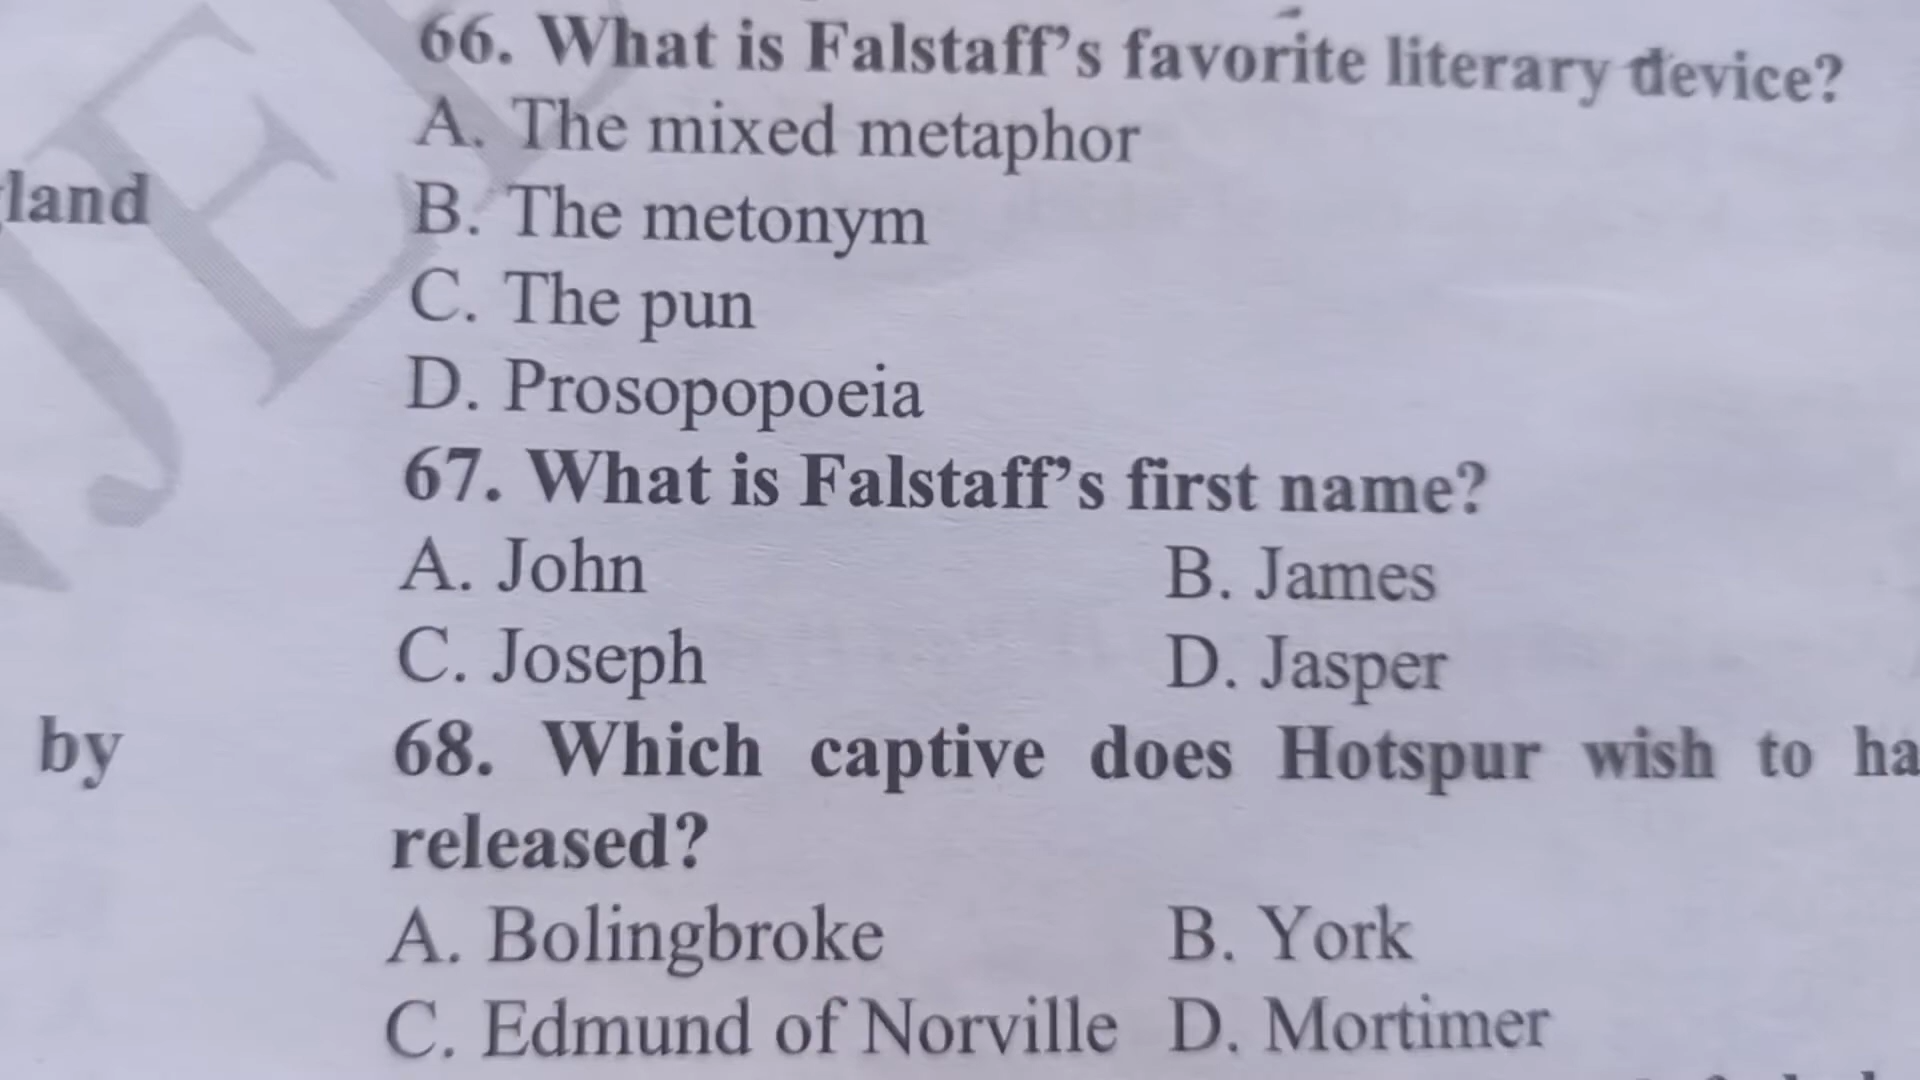 66. What is Falstaff's favorite literary device?
A. The mixed metaphor
land
B. The metonym
C. The pun
D. Prosopopoeia
67. What is Falstaff's first name?
A. John B. James
C. Joseph D. Jasper
by
68. Which captive does Hotspur wish to ha
released?
A. Bolingbroke B. York
C. Edmund of Norville D. Mortimer